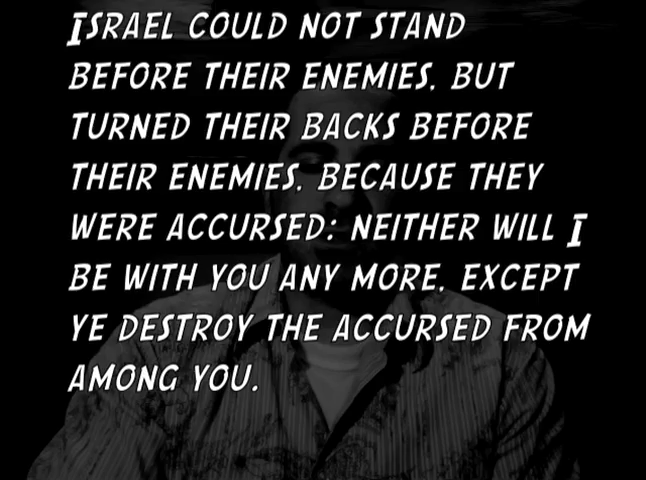 ISRAEL COULD NOT STAND
BEFORE THEIR ENEMIES, BUT
TURNED THEIR BACKS BEFORE
THEIR ENEMIES, BECAUSE THEY
WERE ACCURSED: NEITHER WILL I
BE WITH YOU ANY MORE, EXCEPT
YE DESTROY THE ACCURSED FROM
AMONG YOU.